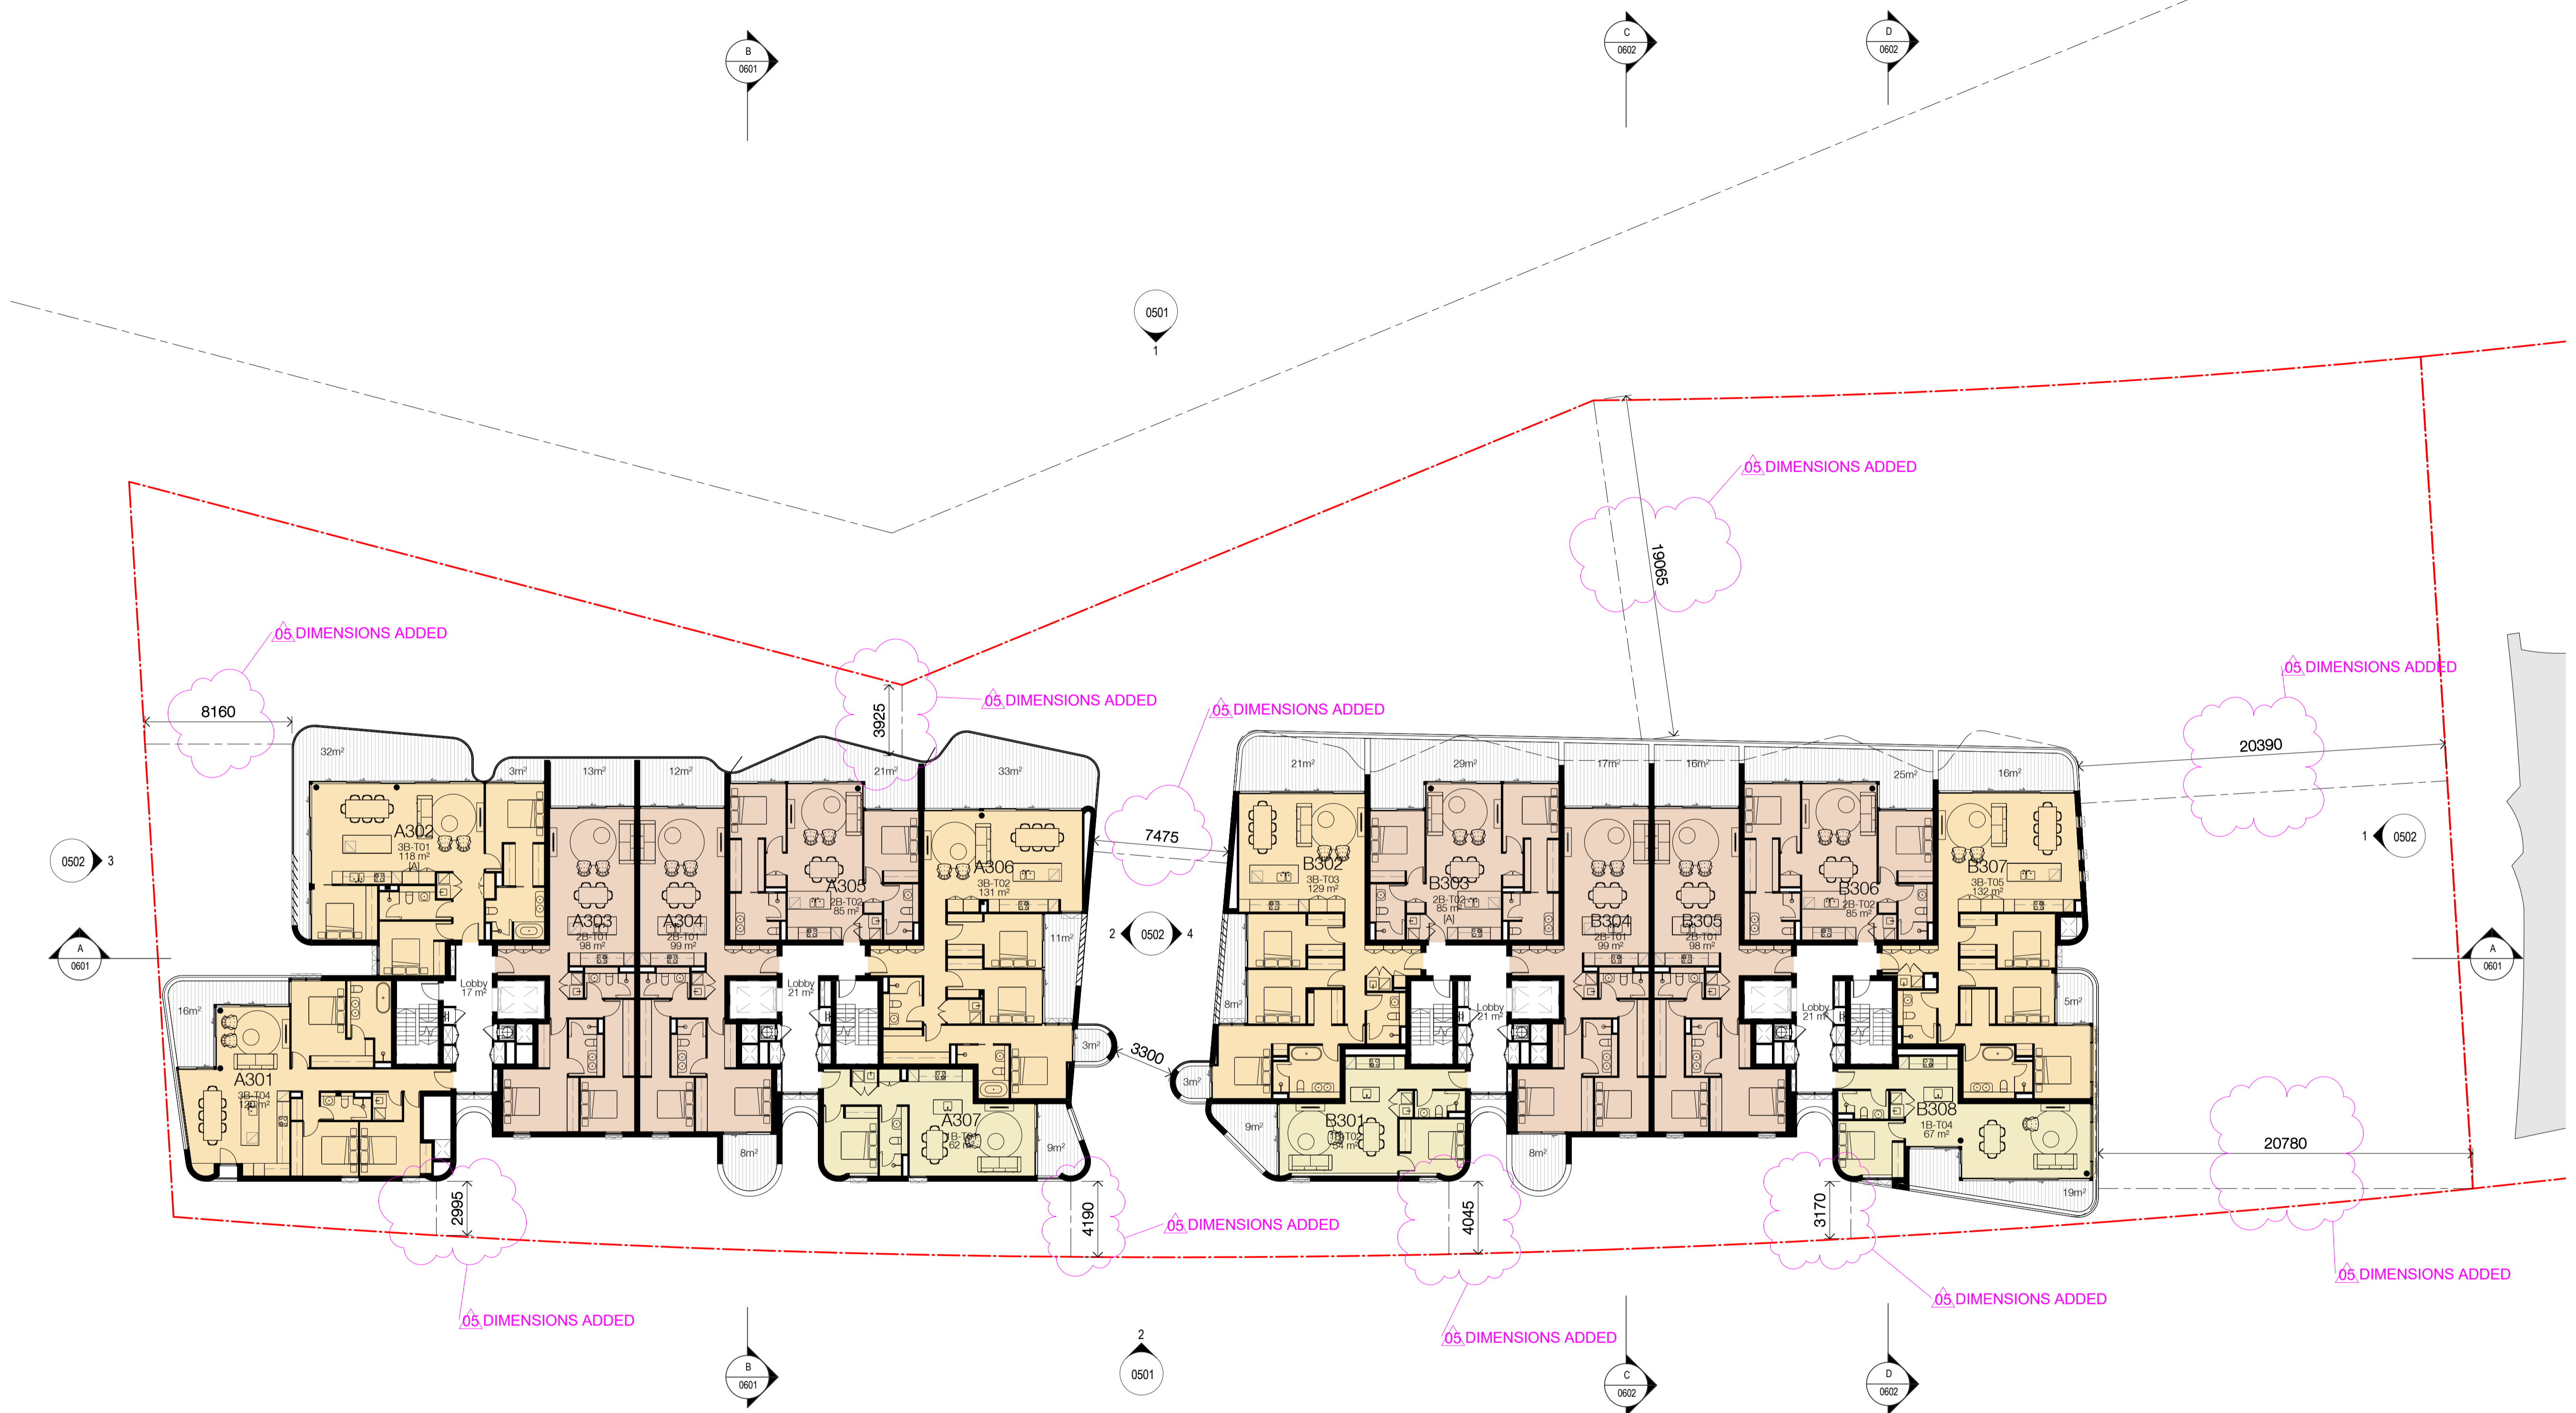 B
0601
C
0602
D
0602
0501
1
05 DIMENSIONS ADDED
19065
05 DIMENSIONS ADDED
05 DIMENSIONS ADDED
05 DIMENSIONS ADDED
05 DIMENSIONS ADDED
8160
3925
7475
20390
32m²
3m²
13m²
12m²
21m²
33m²
21m²
29m²
17m²
16m²
25m²
16m²
0502
3
A302
3B-T01
118 m²
[A]
A303
2B-T01
98 m²
A304
2B-T01
99 m²
A305
2B-T02
85 m²
A306
3B-T02
131 m²
B302
3B-T03
129 m²
B303
2B-T02
85 m²
[A]
B304
2B-T01
99 m²
B305
2B-T01
98 m²
B306
2B-T02
85 m²
B307
3B-T05
132 m²
1
0502
A
0601
2
0502
4
A
0601
11m²
16m²
Lobby
17 m²
Lobby
21 m²
8m²
Lobby
21 m²
Lobby
21 m²
5m²
3m²
3300
3m²
A301
3B-T04
A307
62 m²
B301
B308
1B-T04
67 m²
8m²
9m²
9m²
8m²
19m²
20780
2995
4190
4045
3170
05 DIMENSIONS ADDED
05 DIMENSIONS ADDED
05 DIMENSIONS ADDED
05 DIMENSIONS ADDED
05 DIMENSIONS ADDED
B
0601
2
0501
C
0602
D
0602